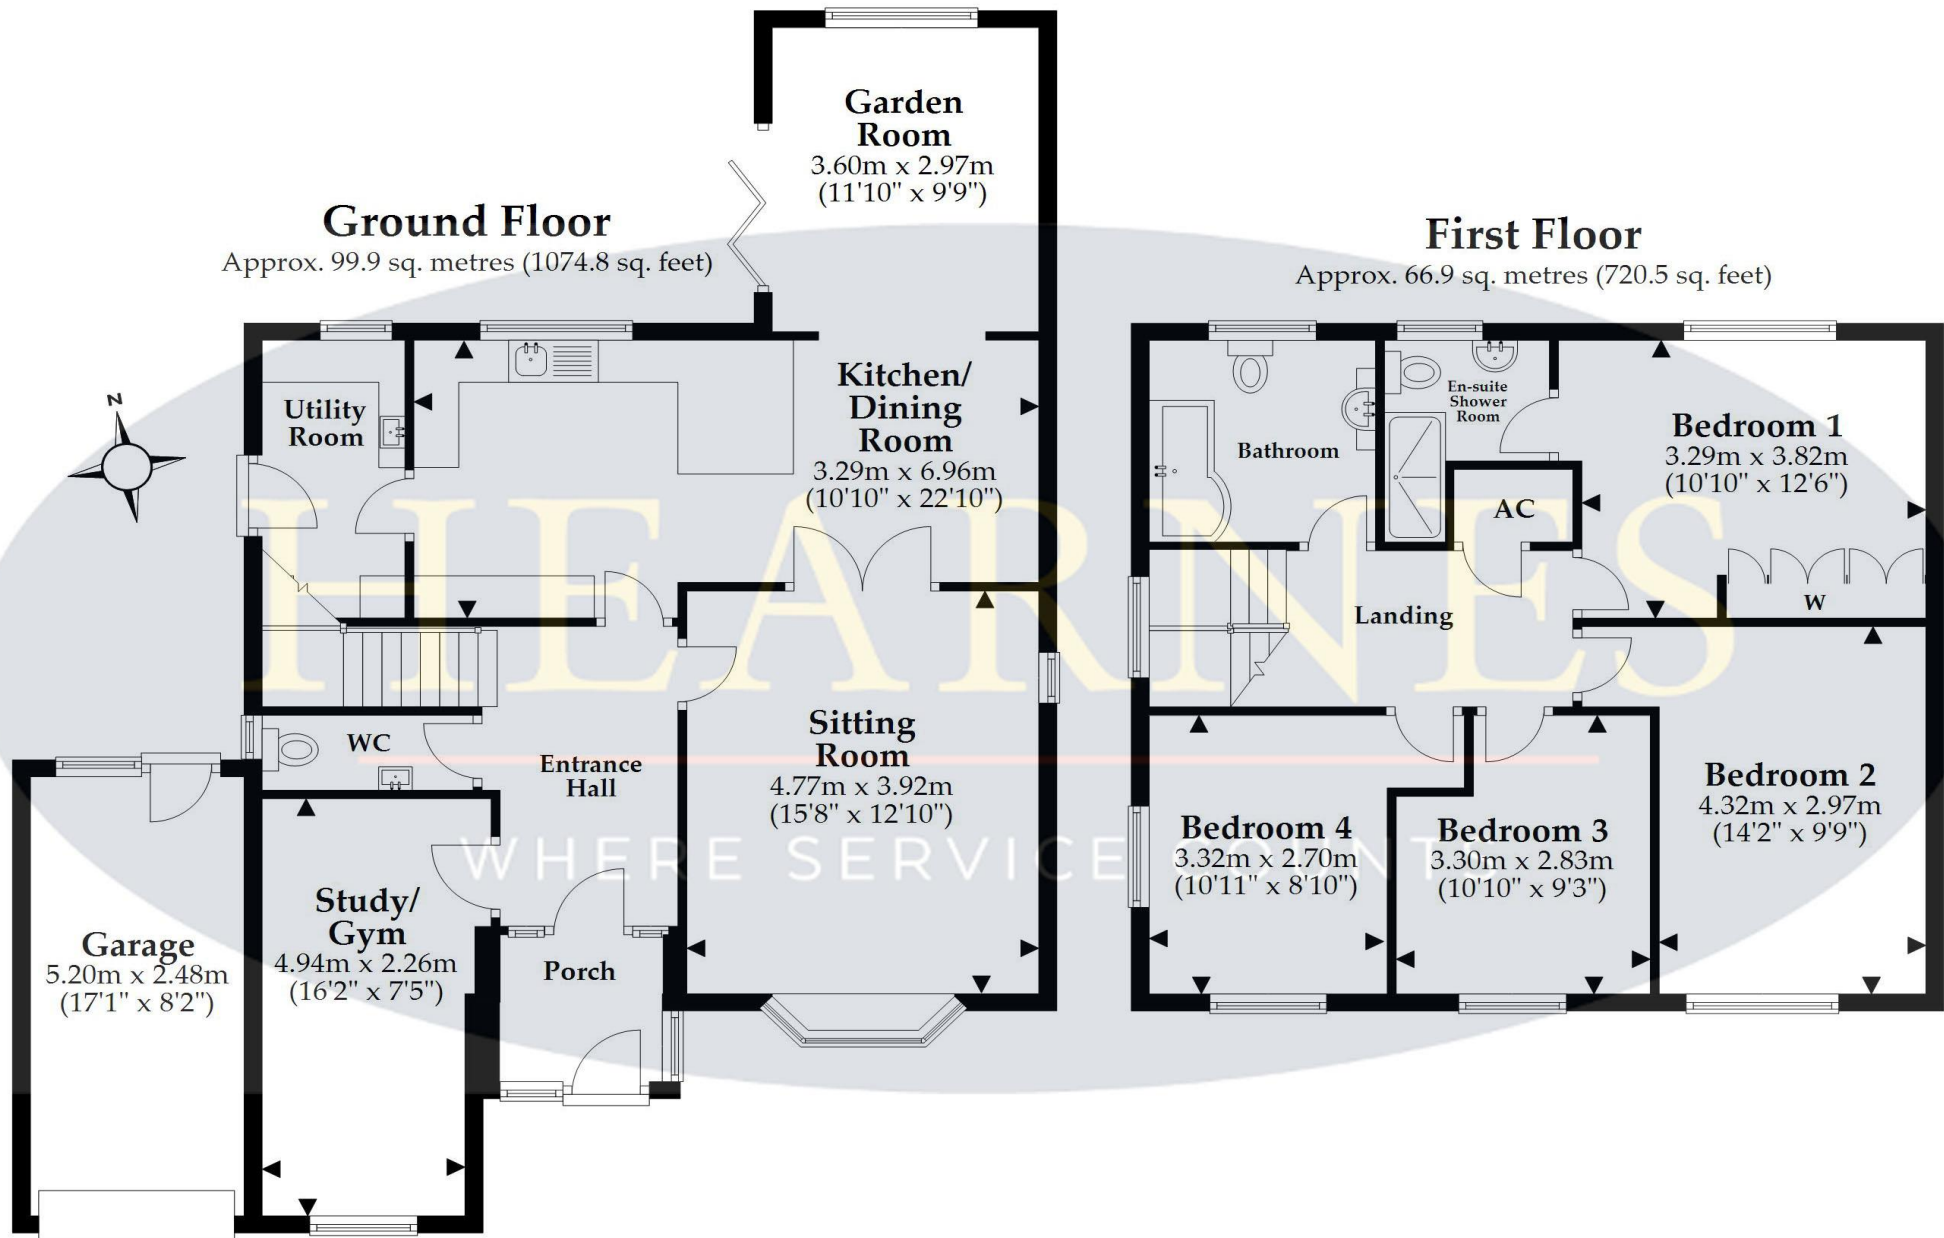 Ground Floor
Approx. 99.9 sq. metres (1074.8 sq. feet)
Garden
Room
3.60m x 2.97m
(11'10" x 9'9")
Kitchen/
Dining
Room
3.29m x 6.96m
(10'10" x 22'10")
Utility
Room
N
WC
Entrance
Hall
Sitting
Room
4.77m x 3.92m
(15'8" x 12'10")
Study/
Gym
4.94m x 2.26m
(16'2" x 7'5")
Garage
5.20m x 2.48m
(17'1" x 8'2")
Porch
First Floor
Approx. 66.9 sq. metres (720.5 sq. feet)
Bathroom
En-suite
Shower
Room
AC
Bedroom 1
3.29m x 3.82m
(10'10" x 12'6")
W
Landing
Bedroom 2
4.32m x 2.97m
(14'2" x 9'9")
Bedroom 4
3.32m x 2.70m
(10'11" x 8'10")
Bedroom 3
3.30m x 2.83m
(10'10" x 9'3")
HEARNES
WHERE SERVICE COUNTS